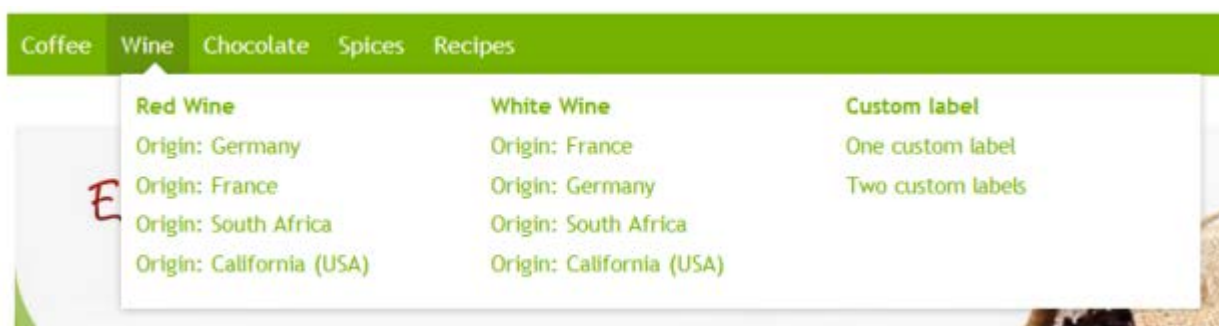 Coffee Wine Chocolate Spices Recipes
Red Wine
Origin: Germany
Origin: France
Origin: South Africa
Origin: California (USA)
White Wine
Origin: France
Origin: Germany
Origin: South Africa
Origin: California (USA)
Custom label
One custom label
Two custom labels
E